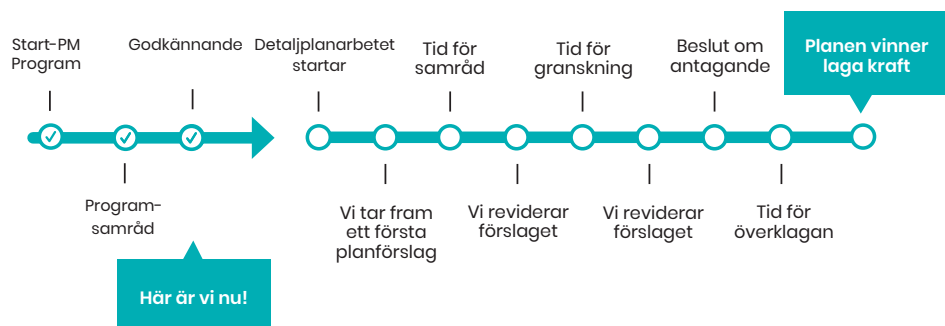 Start-PM
Program
Godkännande
Detaljplanarbetet
startar
Tid för
samråd
Tid för
granskning
Beslut om
antagande
Planen vinner
laga kraft
Program-
samråd
Vi tar fram
ett första
planförslag
Vi reviderar
förslaget
Vi reviderar
förslaget
Tid för
överklagan
Här är vi nu!